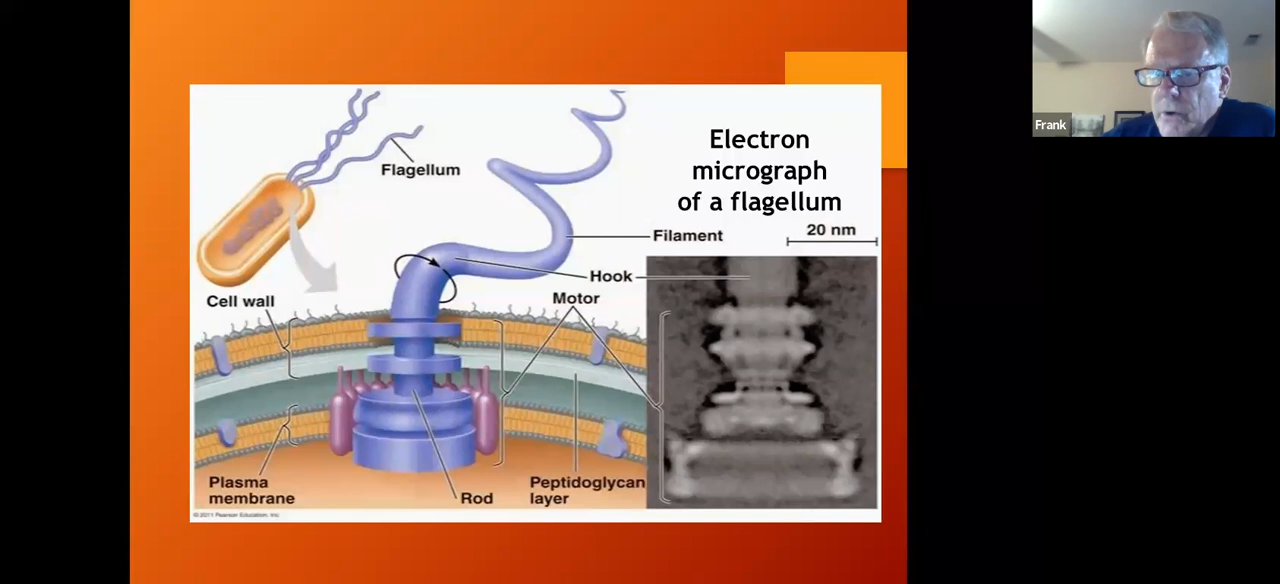 Electron
micrograph
of a flagellum
Flagellum
20 nm
Filament
Hook
Motor
Cell wall
Plasma
membrane
Rod
Peptidoglycan
layer
© 2011 Pearson Education, Inc
Frank